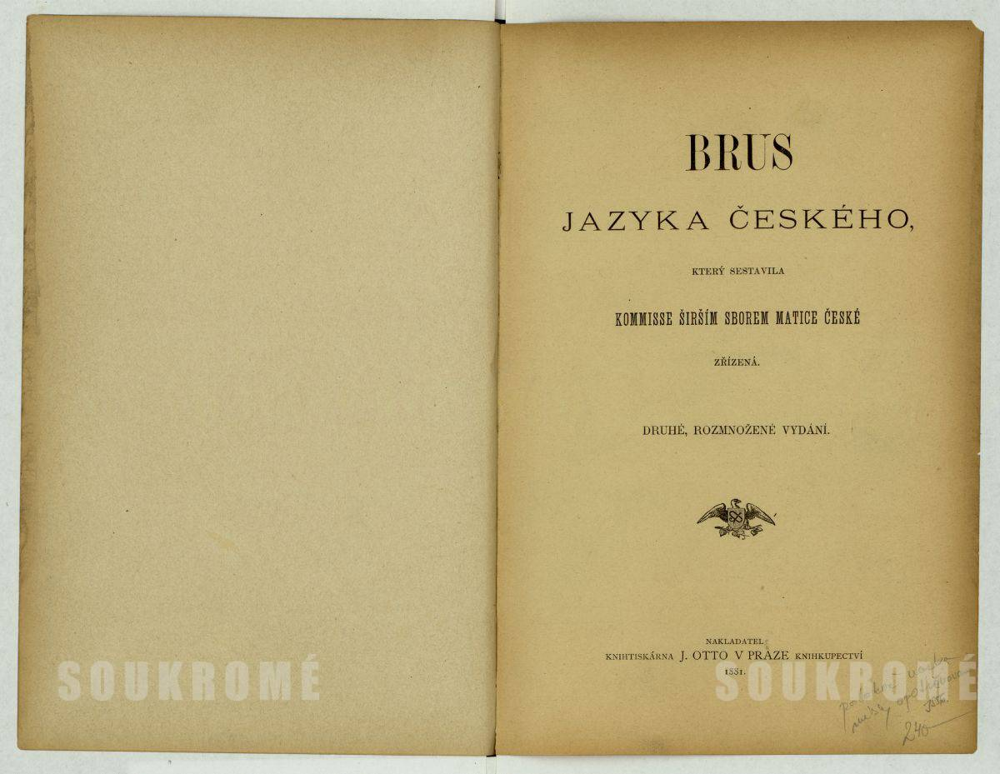 BRUS
JAZYKA ČESKÉHO,
KTERÝ SESTAVILA
KOMMISSE ŠIRŠÍM SBOREM MATICE ČESKÉ
ZŘÍZENÁ.
DRUHÉ, ROZMNOŽENÉ VYDÁNÍ.
NAKLADATEL
KNIHTISKÁRNA J. OTTO V PRAZE KNIHKUPECTVÍ
1881.
SOUKROMÉ
SOUKROMÉ
240